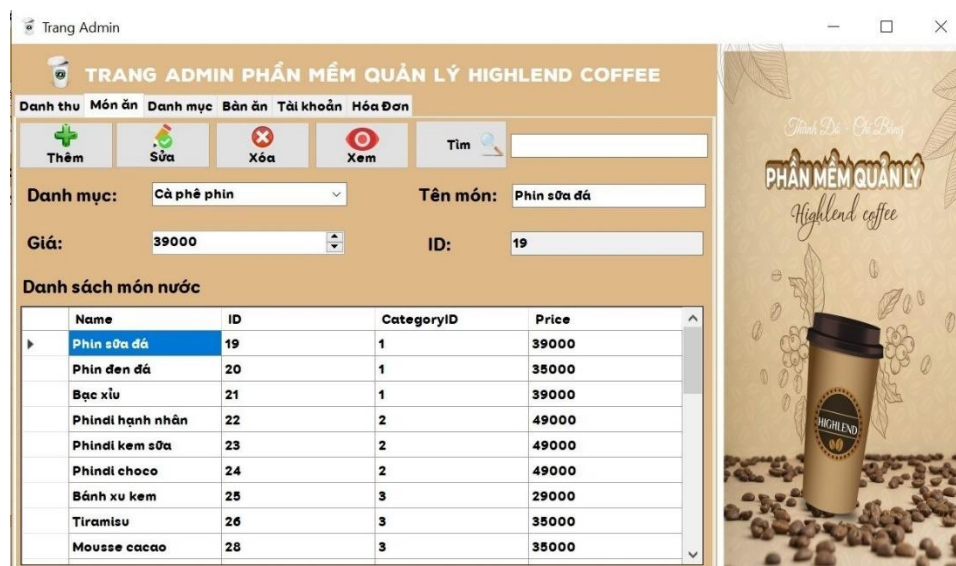 Trang Admin
TRANG ADMIN PHẦN MỀM QUẢN LÝ HIGHLEND COFFEE
Danh thu Món ăn Danh mục Bàn ăn Tài khoản Hóa Đơn
Thêm Sửa Xóa Xem Tìm
Danh mục: Cà phê phin Tên món: Phin sữa đá
Giá: 39000 ID: 19
Danh sách món nước
Name ID CategoryID Price
Phin sữa đá 19 1 39000
Phin đen đá 20 1 35000
Bạc xỉu 21 1 39000
Phindi hạnh nhân 22 2 49000
Phindi kem sữa 23 2 49000
Phindi choco 24 2 49000
Bánh xu kem 25 3 29000
Tiramisu 26 3 35000
Mousse cacao 28 3 35000
Thành Đô - Chi Bằng
PHẦN MỀM QUẢN LÝ
Highlend coffee
HIGHLEND